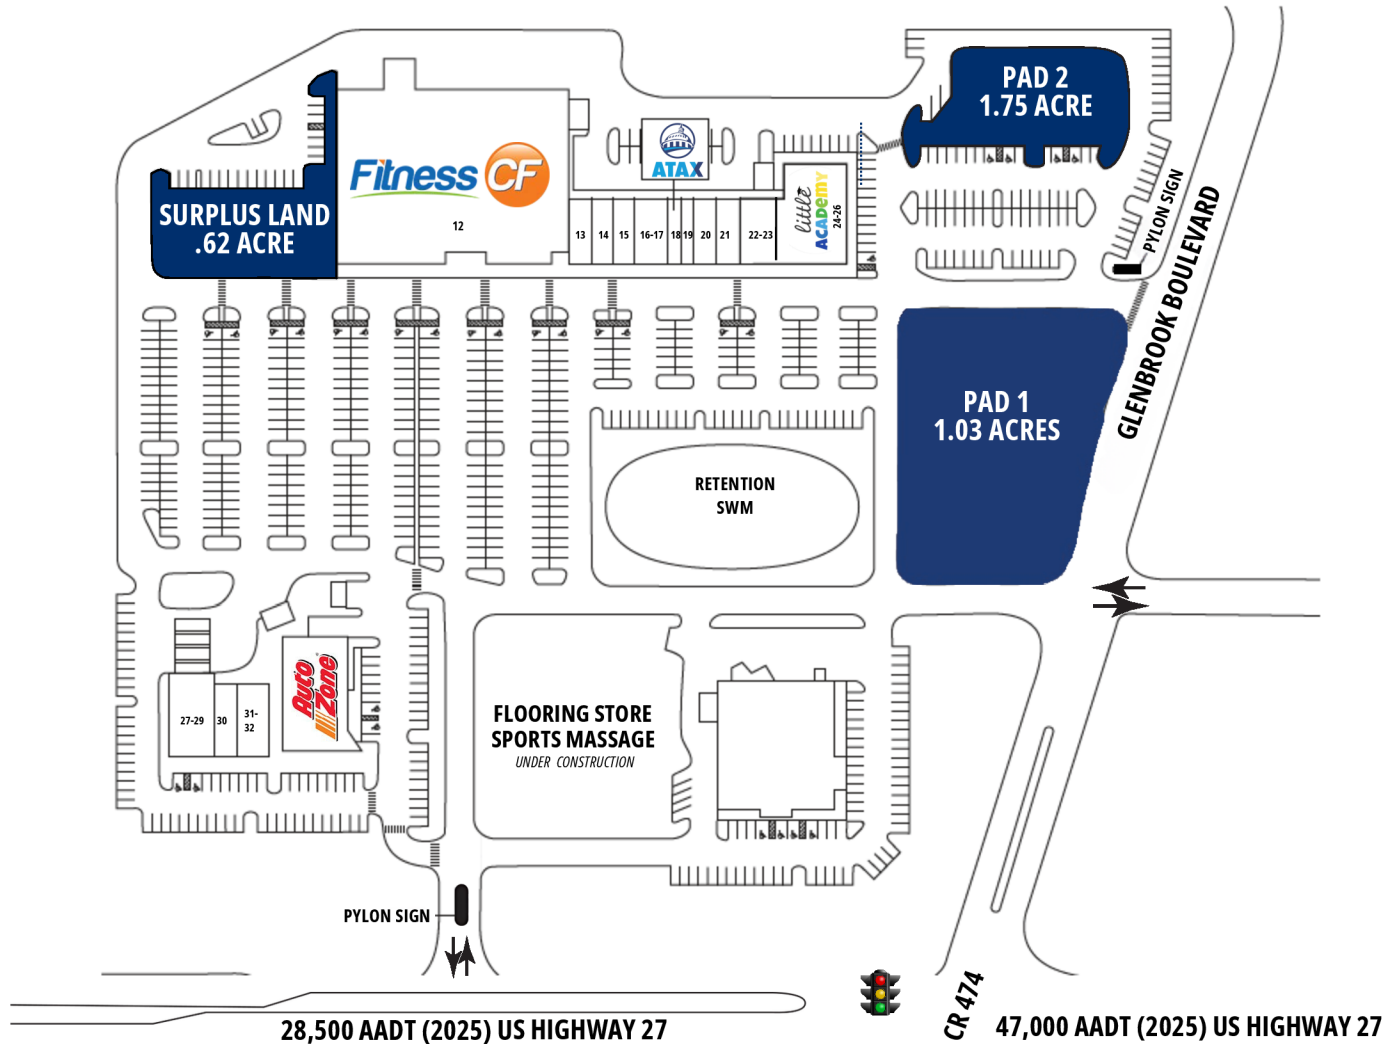 PAD 2
1.75 ACRE
Fitness CF
ATAX
little
ACADEMY
24-26
PYLON SIGN
GLENBROOK BOULEVARD
SURPLUS LAND
.62 ACRE
12
13
14
15
16-17
18
19
20
21
22-23
PAD 1
1.03 ACRES
RETENTION
SWM
Auto
Zone
27-29
30
31-
32
FLOORING STORE
SPORTS MASSAGE
UNDER CONSTRUCTION
PYLON SIGN
CR 474
28,500 AADT (2025) US HIGHWAY 27
47,000 AADT (2025) US HIGHWAY 27